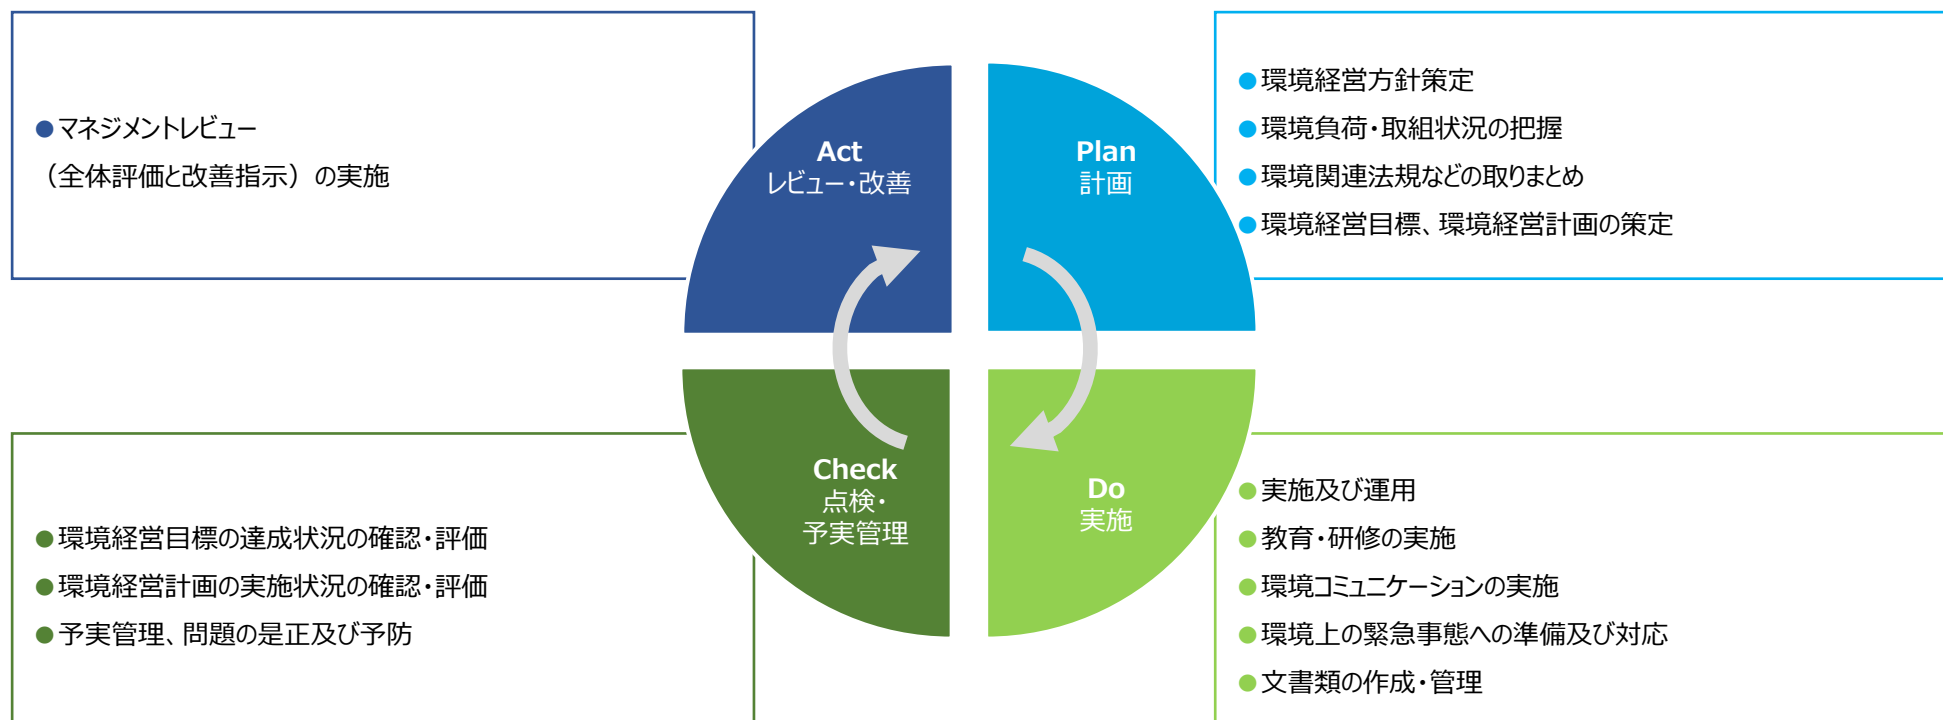 ●マネジメントレビュー
（全体評価と改善指示）の実施
Act
レビュー・改善
Plan
計画
●環境経営方針策定
●環境負荷・取組状況の把握
●環境関連法規などの取りまとめ
●環境経営目標、環境経営計画の策定
●環境経営目標の達成状況の確認・評価
●環境経営計画の実施状況の確認・評価
●予実管理、問題の是正及び予防
Check
点検・
予実管理
Do
実施
●実施及び運用
●教育・研修の実施
●環境コミュニケーションの実施
●環境上の緊急事態への準備及び対応
●文書類の作成・管理